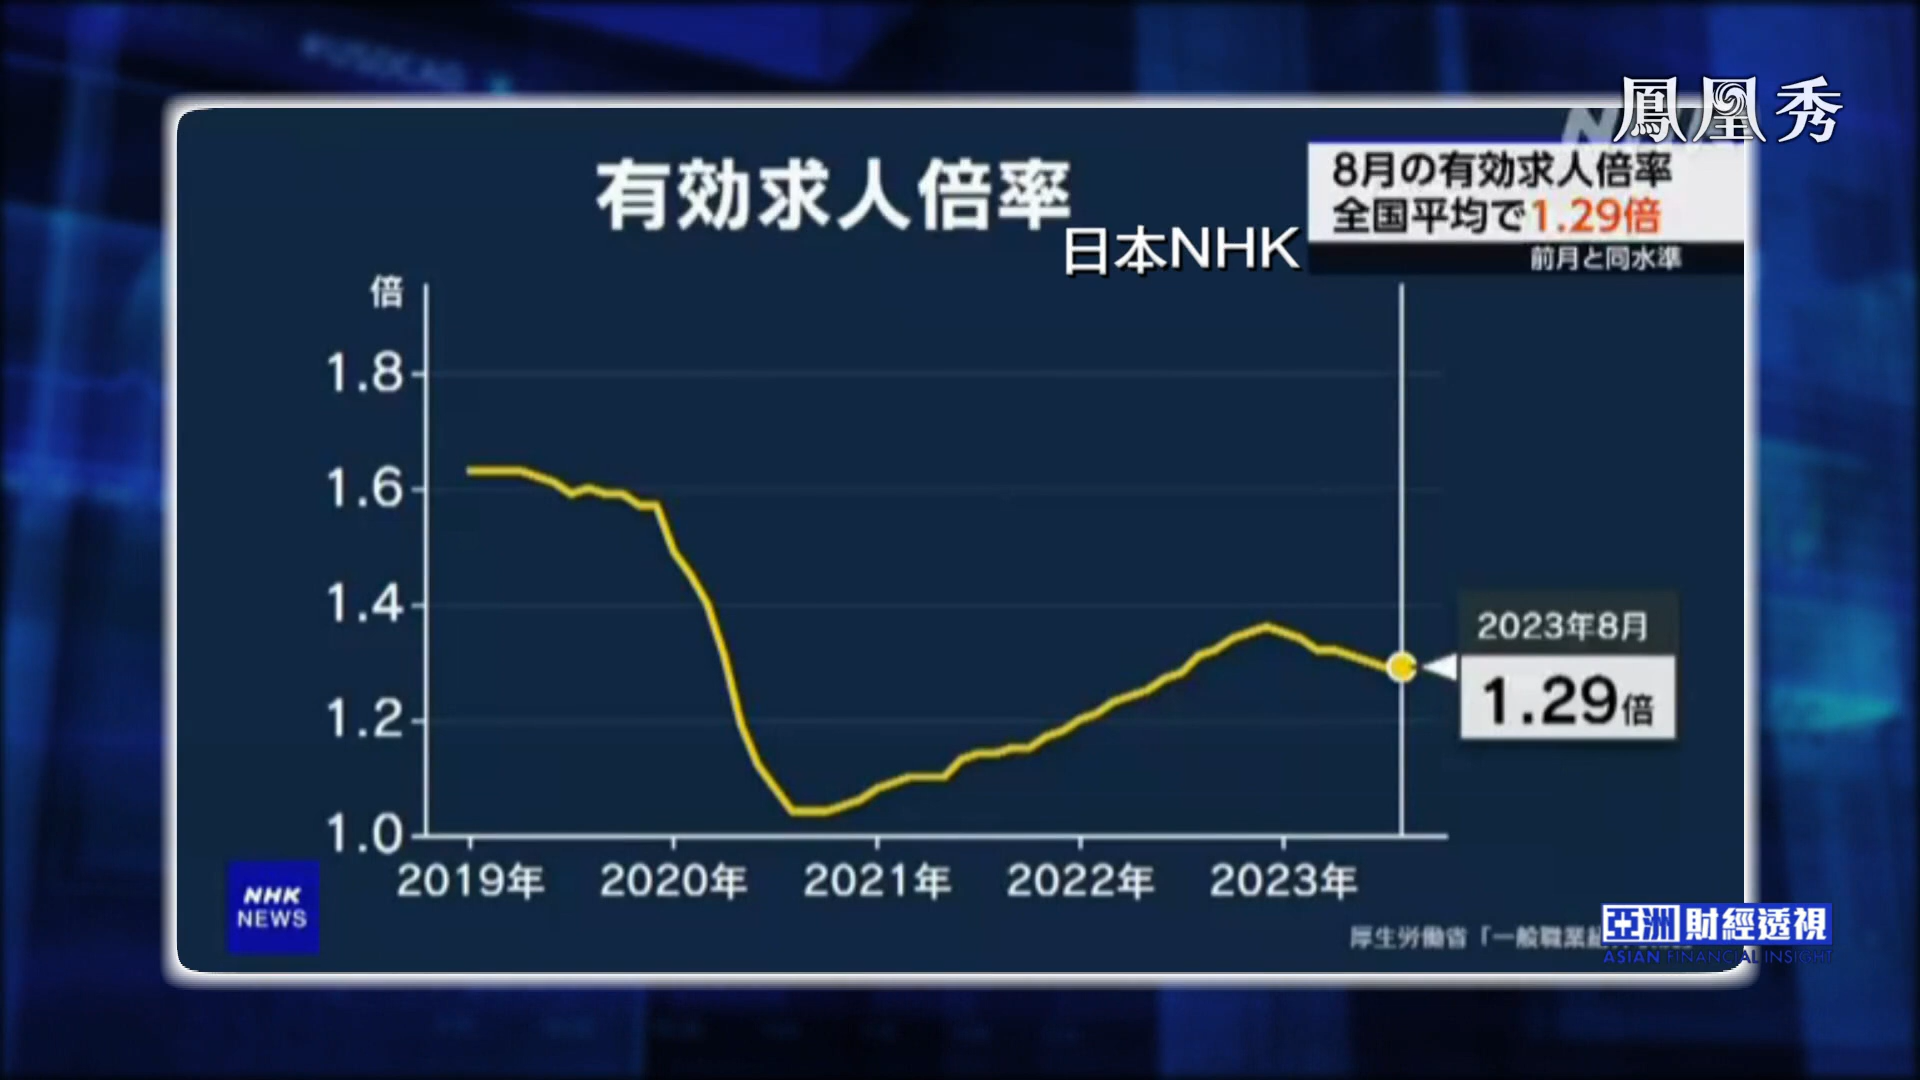 #USDCAD
鳳凰秀
有効求人倍率
日本NHK
8月の有効求人倍率
全国平均で1.29倍
前月と同水準
倍
1.8
1.6
1.4
1.2
1.0
2019年
2020年
2021年
2022年
2023年
2023年8月
1.29倍
NHK
NEWS
厚生労働省「一般職業
亞洲財經透視
ASIAN FINANCIAL INSIGHT